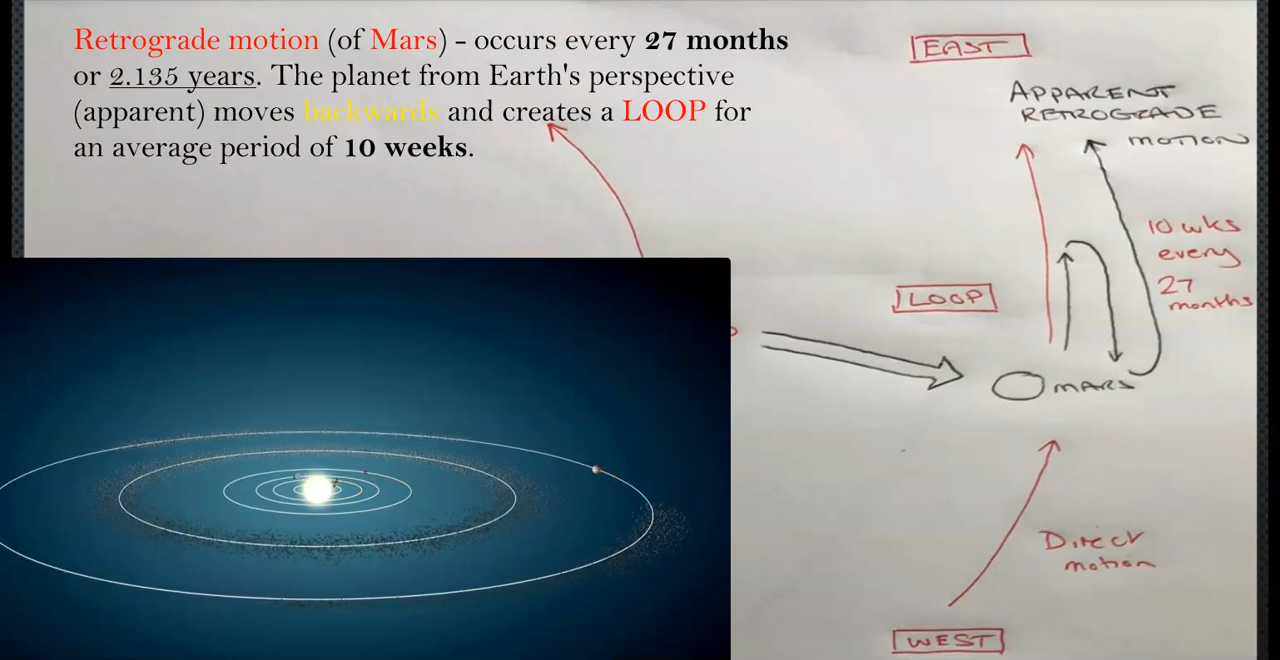 Retrograde motion (of Mars) - occurs every 27 months
or 2.135 years. The planet from Earth's perspective
(apparent) moves backwards and creates a LOOP for
an average period of 10 weeks.
EAST
APPARENT
RETROGRADE
MOTION
10 wks
every
27
months
LOOP
MARS
Direct
motion
WEST